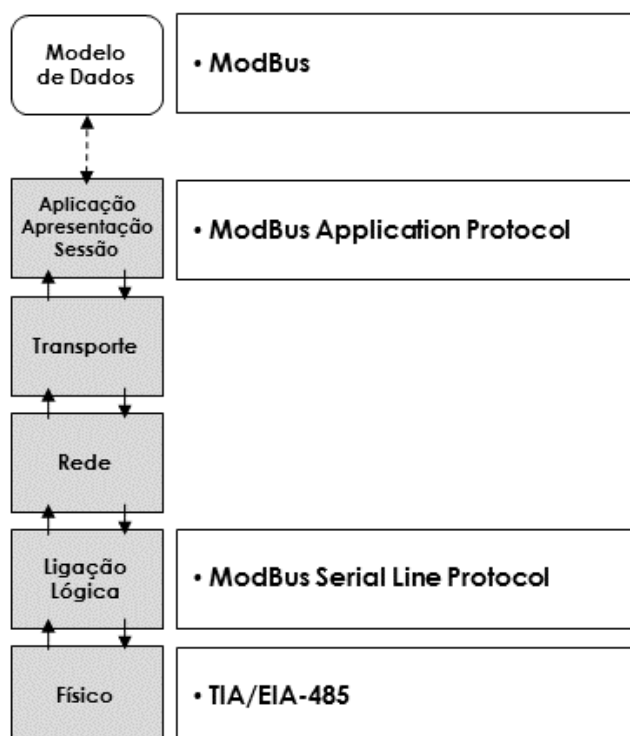 Modelo
de Dados
• ModBus
Aplicação
Apresentação
Sessão
• ModBus Application Protocol
Transporte
Rede
Ligação
Lógica
• ModBus Serial Line Protocol
Físico
• TIA/EIA-485